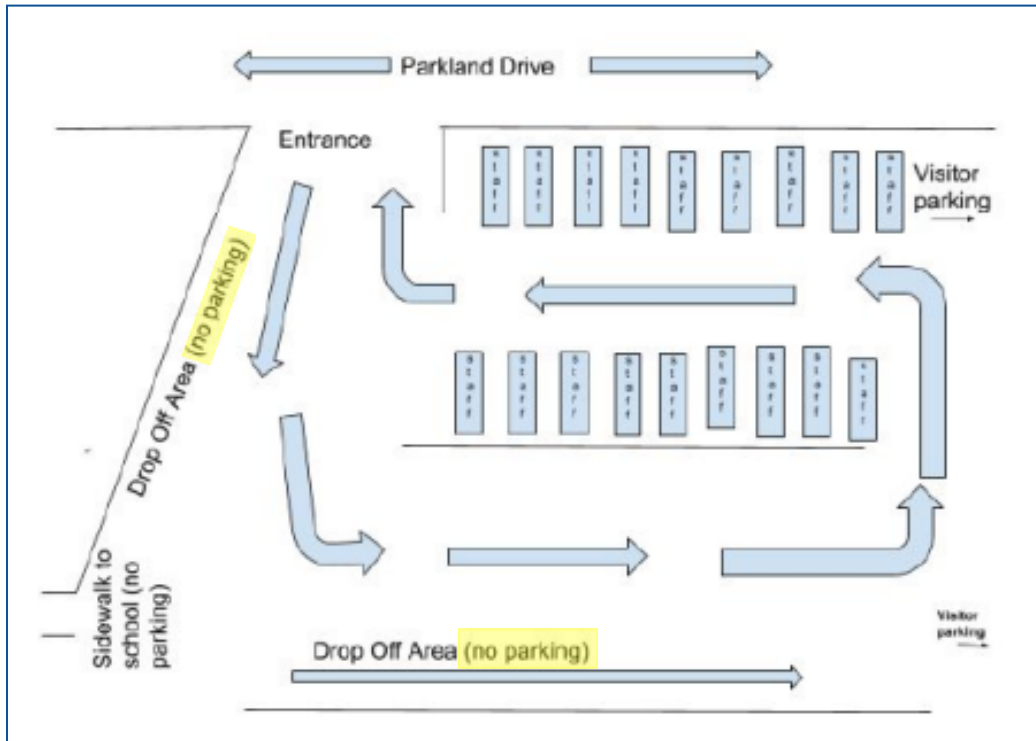 Parkland Drive
Entrance
staff
staff
staff
staff
staff
staff
staff
staff
staff
Visitor
parking
Drop Off Area (no parking)
Staff
Staff
Staff
Staff
Staff
Staff
Staff
Staff
staff
Sidewalk to
school (no
parking)
Visitor
parking
Drop Off Area (no parking)